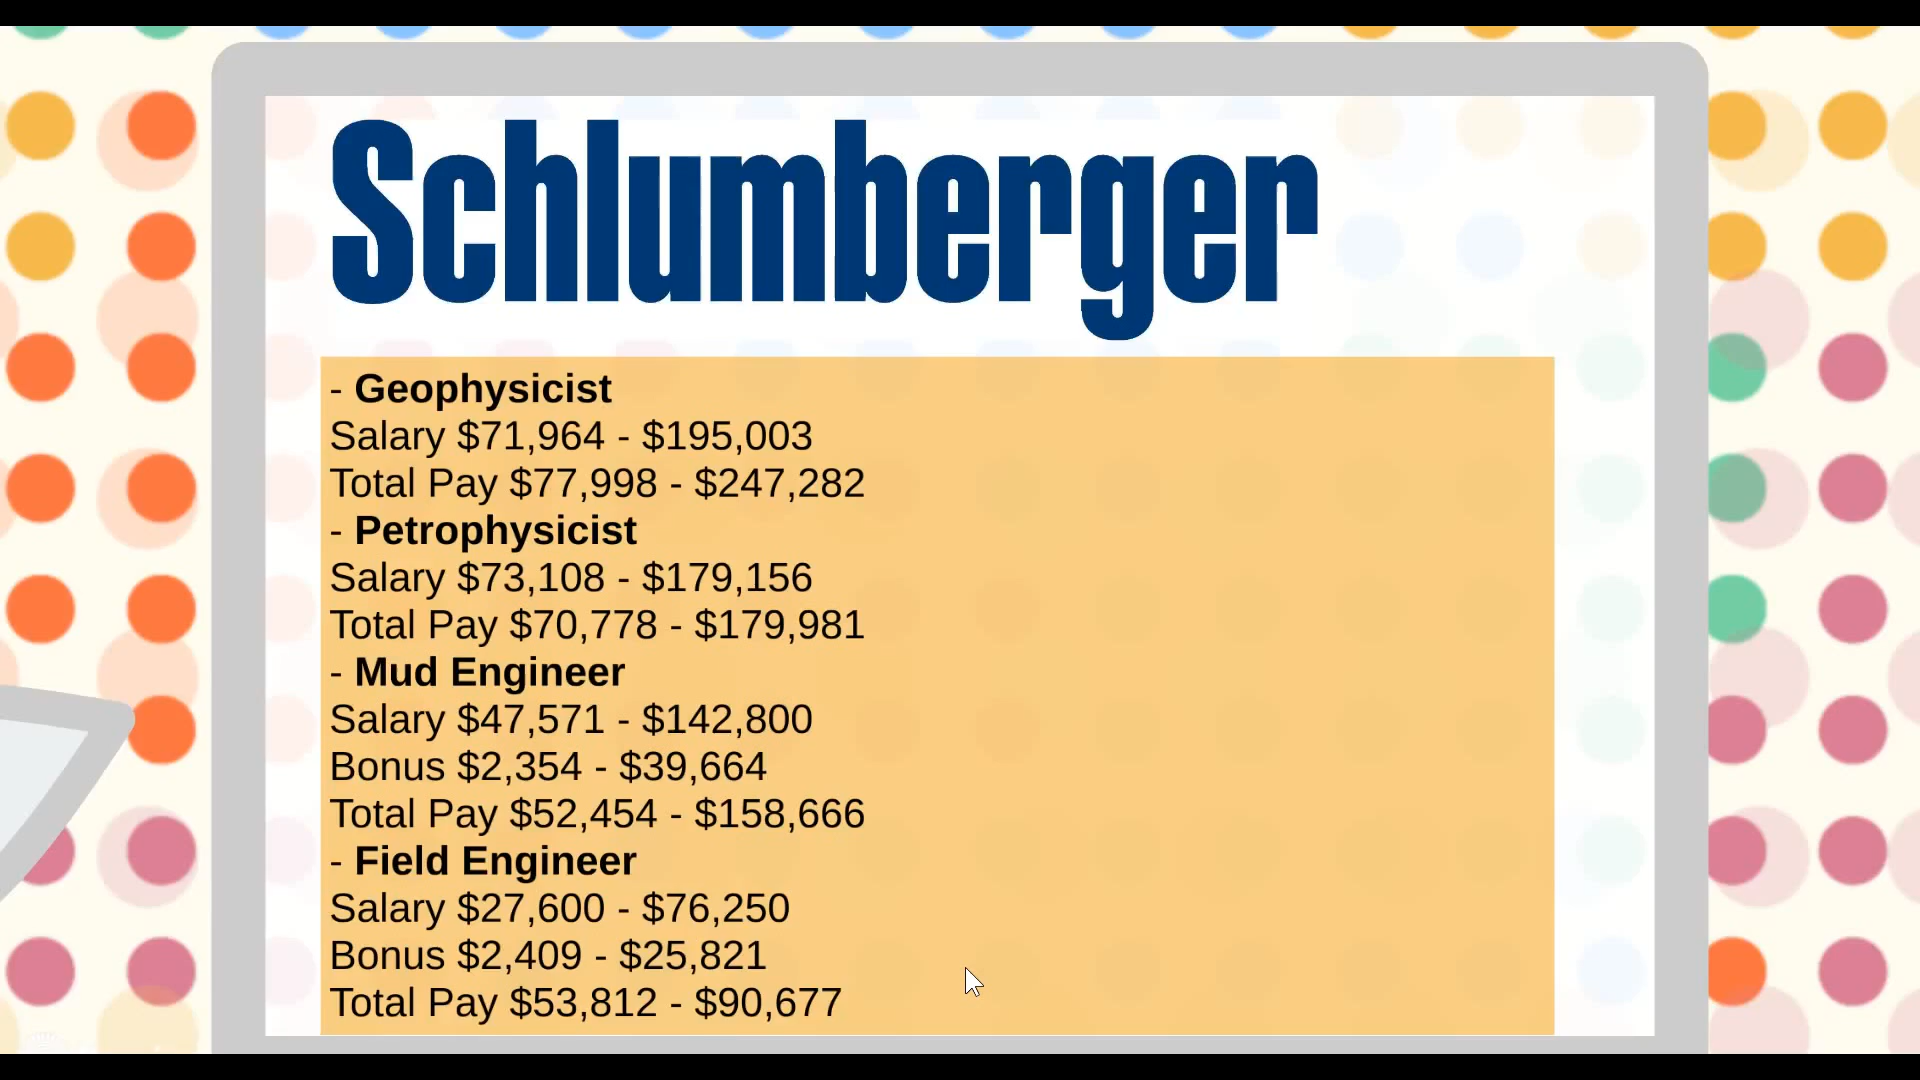 Schlumberger
- Geophysicist
Salary $71,964 - $195,003
Total Pay $77,998 - $247,282
- Petrophysicist
Salary $73,108 - $179,156
Total Pay $70,778 - $179,981
- Mud Engineer
Salary $47,571 - $142,800
Bonus $2,354 - $39,664
Total Pay $52,454 - $158,666
- Field Engineer
Salary $27,600 - $76,250
Bonus $2,409 - $25,821
Total Pay $53,812 - $90,677